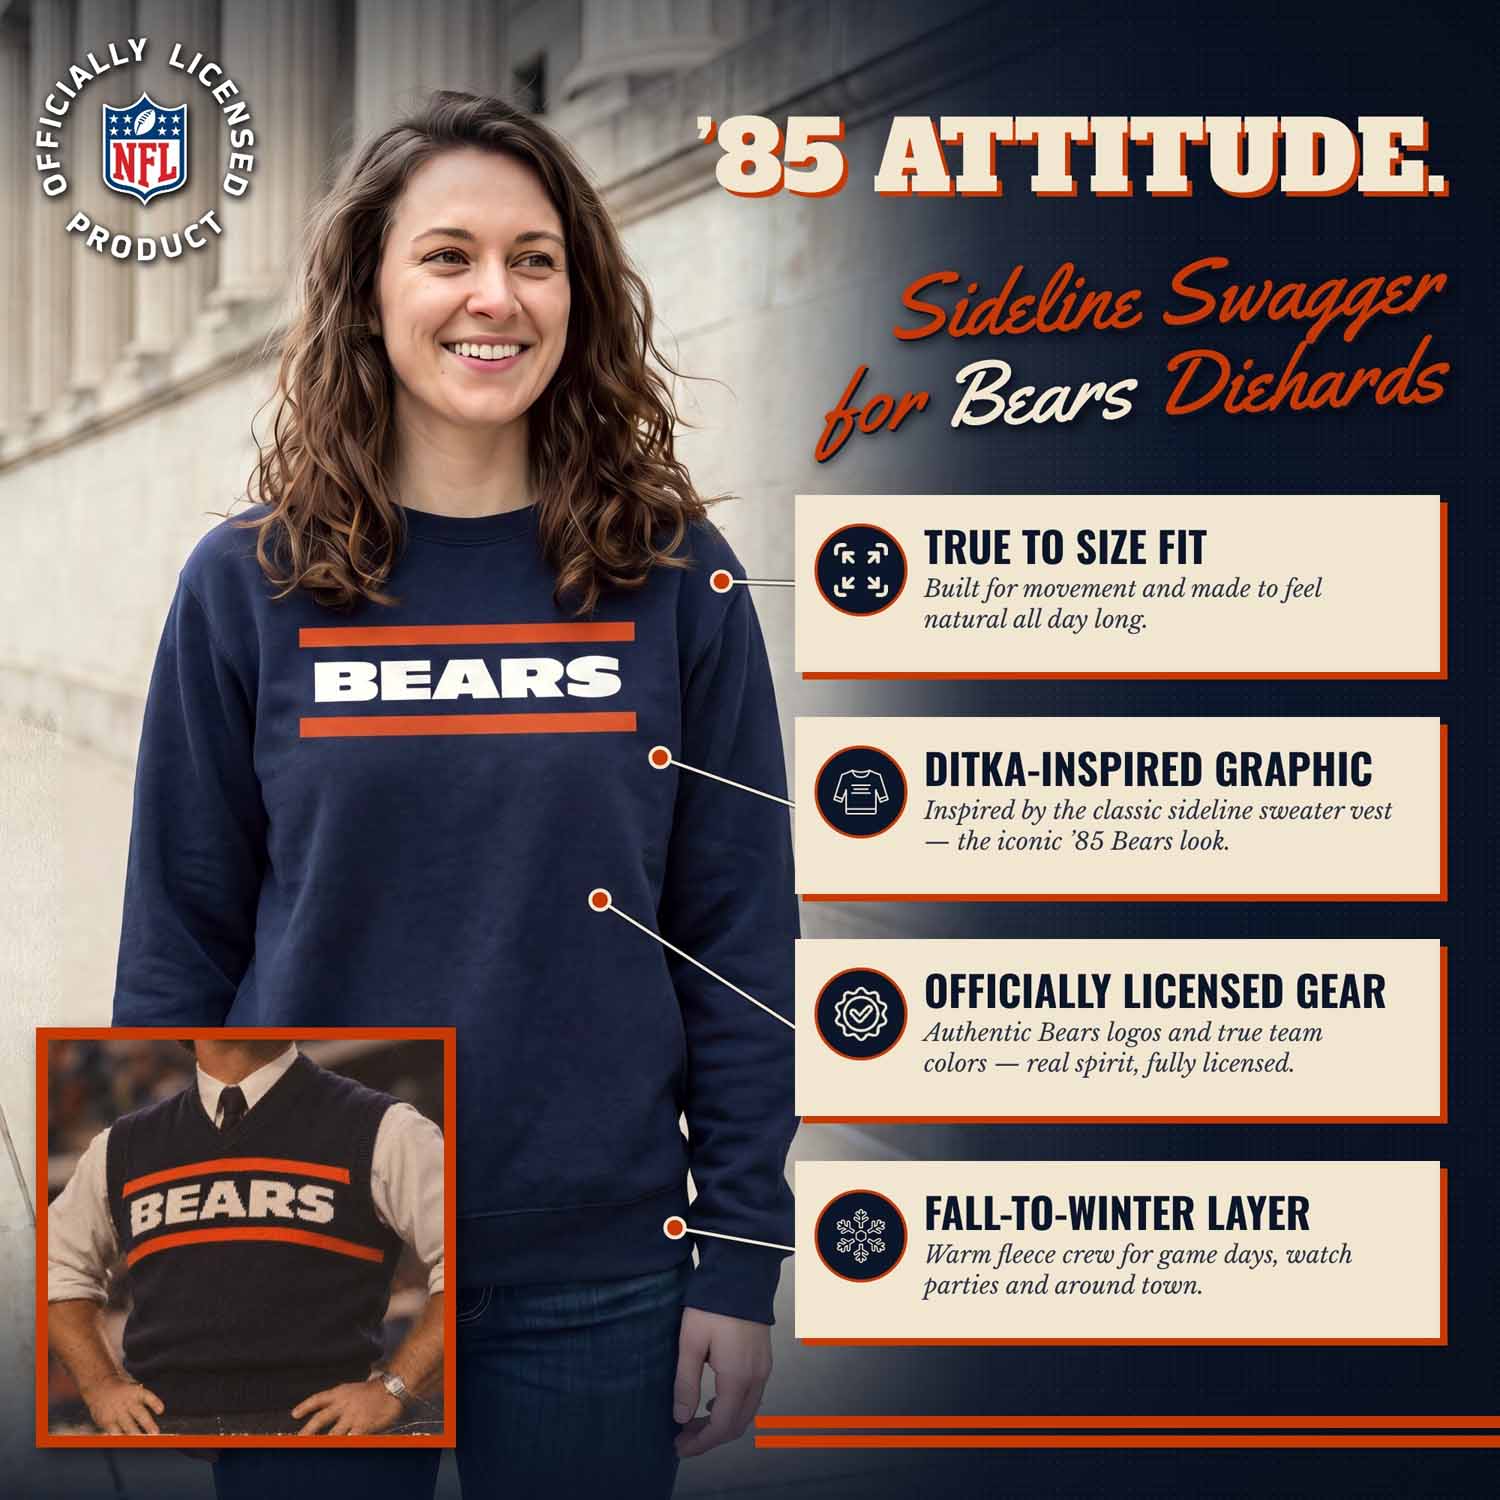 OFFICIALLY LICENSED
NFL
PRODUCT
’85 ATTITUDE.
Sideline Swagger
for Bears Diehards
BEARS
TRUE TO SIZE FIT
Built for movement and made to feel
natural all day long.
DITKA-INSPIRED GRAPHIC
Inspired by the classic sideline sweater vest
— the iconic ’85 Bears look.
OFFICIALLY LICENSED GEAR
Authentic Bears logos and true team
colors — real spirit, fully licensed.
FALL-TO-WINTER LAYER
Warm fleece crew for game days, watch
parties and around town.
BEARS